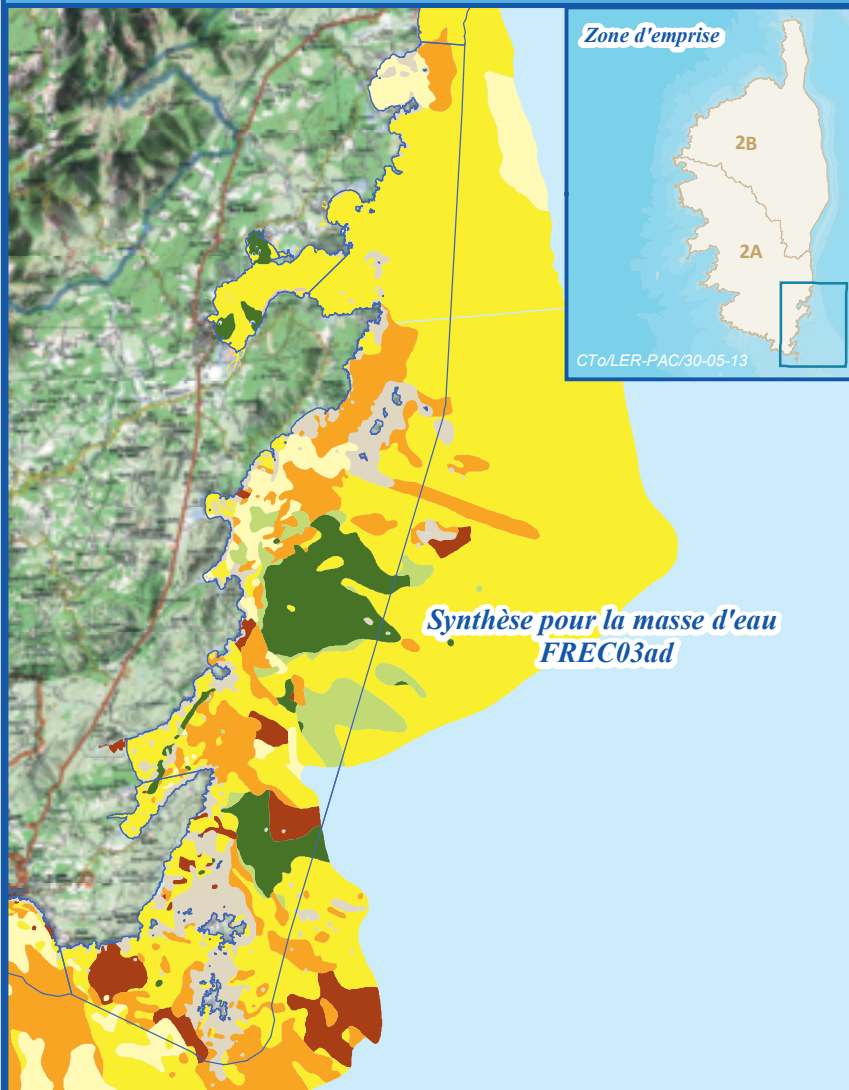 Zone d'emprise
2B
2A
CTo/LER-PAC/30-05-13
Synthèse pour la masse d'eau
FREC03ad